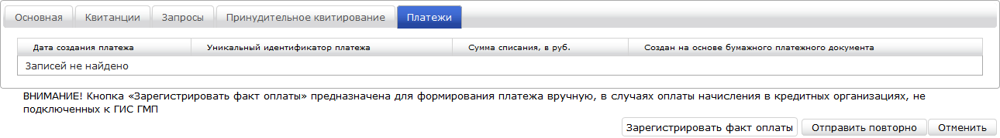 Основная Квитанции Запросы Принудительное квитирование Платежи
Дата создания платежа Уникальный идентификатор платежа Сумма списания, в руб. Создан на основе бумажного платежного документа
Записей не найдено
ВНИМАНИЕ! Кнопка «Зарегистрировать факт оплаты» предназначена для формирования платежа вручную, в случаях оплаты начисления в кредитных организациях, не
подключенных к ГИС ГМП
Зарегистрировать факт оплаты Отправить повторно Отменить